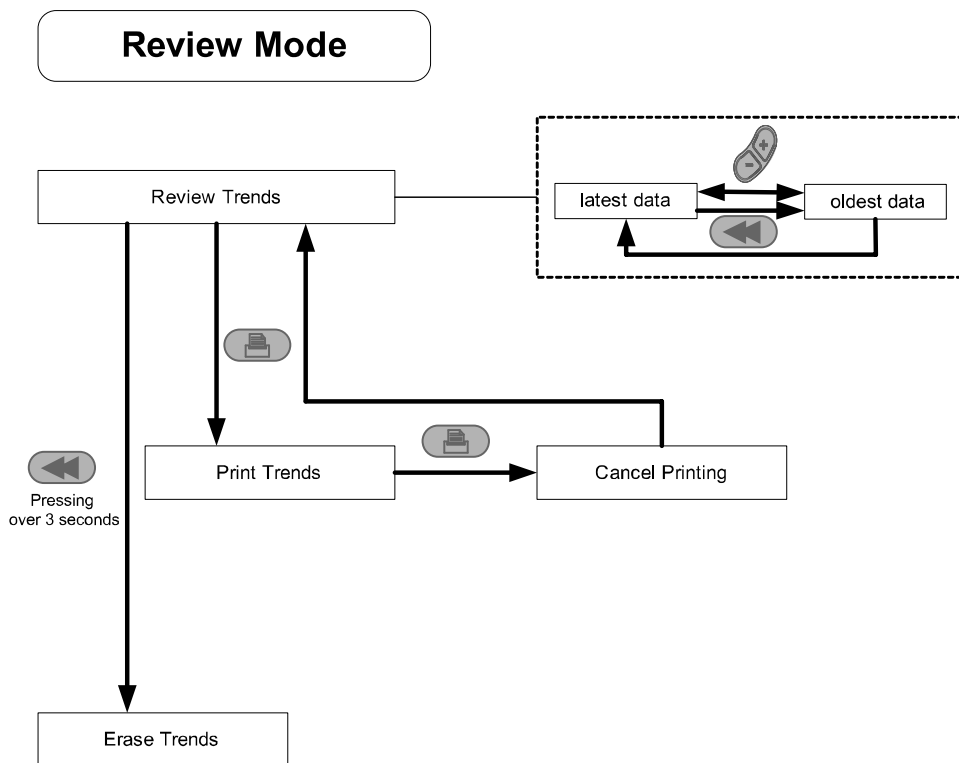 Review Mode
Review Trends
latest data
oldest data
Print Trends
Cancel Printing
Pressing
over 3 seconds
Erase Trends